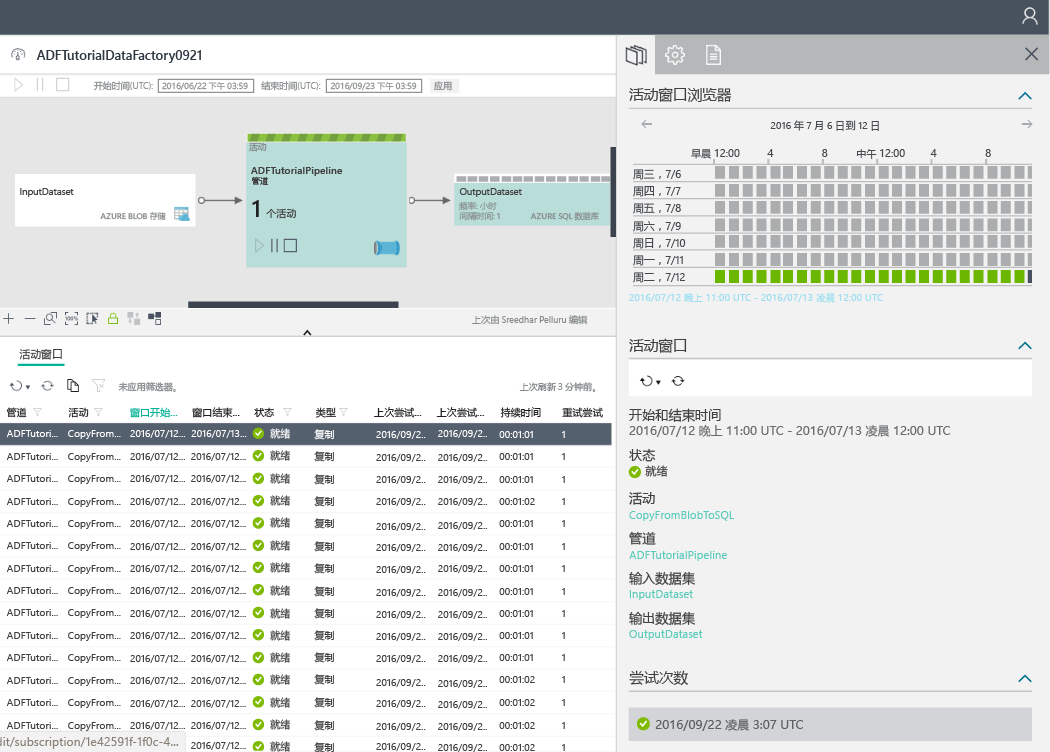 ADFTutorialDataFactory0921
开始时间(UTC): 2016/06/22 下午 03:59 结束时间(UTC): 2016/09/23 下午 03:59 应用
活动
ADFTutorialPipeline
管道
1 个活动
InputDataset
AZURE BLOB 存储
OutputDataset
频率: 小时
间隔时间: 1 AZURE SQL 数据库
100%
上次由 Sreedhar Pelluru 编辑
活动窗口
未应用筛选器。 上次刷新 3 分钟前。
管道 活动 窗口开始... 窗口结束... 状态 类型 上次尝试... 上次尝试... 持续时间 重试尝试
ADFTutori... CopyFrom... 2016/07/12... 2016/07/13... 就绪 复制 2016/09/2.. 2016/09/2.. 00:01:01 1
ADFTutori... CopyFrom... 2016/07/12... 2016/07/12... 就绪 复制 2016/09/2.. 2016/09/2.. 00:01:01 1
ADFTutori... CopyFrom... 2016/07/12... 2016/07/12... 就绪 复制 2016/09/2.. 2016/09/2.. 00:01:01 1
ADFTutori... CopyFrom... 2016/07/12... 2016/07/12... 就绪 复制 2016/09/2.. 2016/09/2.. 00:01:02 1
ADFTutori... CopyFrom... 2016/07/12... 2016/07/12... 就绪 复制 2016/09/2.. 2016/09/2.. 00:01:01 1
ADFTutori... CopyFrom... 2016/07/12... 2016/07/12... 就绪 复制 2016/09/2.. 2016/09/2.. 00:01:01 1
ADFTutori... CopyFrom... 2016/07/12... 2016/07/12... 就绪 复制 2016/09/2.. 2016/09/2.. 00:01:02 1
ADFTutori... CopyFrom... 2016/07/12... 2016/07/12... 就绪 复制 2016/09/2.. 2016/09/2.. 00:01:01 1
ADFTutori... CopyFrom... 2016/07/12... 2016/07/12... 就绪 复制 2016/09/2.. 2016/09/2.. 00:01:01 1
ADFTutori... CopyFrom... 2016/07/12... 2016/07/12... 就绪 复制 2016/09/2.. 2016/09/2.. 00:01:02 1
ADFTutori... CopyFrom... 2016/07/12... 2016/07/12... 就绪 复制 2016/09/2.. 2016/09/2.. 00:01:01 1
ADFTutori... CopyFrom... 2016/07/12... 2016/07/12... 就绪 复制 2016/09/2.. 2016/09/2.. 00:01:02 1
ADFTutori... CopyFrom... 2016/07/12... 2016/07/12... 就绪 复制 2016/09/2.. 2016/09/2.. 00:01:02 1
ADFTutori... CopyFrom... 2016/07/12... 2016/07/12... 就绪 复制 2016/09/2.. 2016/09/2.. 00:01:02 1
dit/subscription/1e42591f-1f0c-4... 2016/07/12... 就绪 复制 2016/09/2.. 2016/09/2.. 00:01:02 1
活动窗口浏览器
2016 年 7 月 6 日到 12 日
早晨 12:00 4 8 中午 12:00 4 8
周三，7/6
周四，7/7
周五，7/8
周六，7/9
周日，7/10
周一，7/11
周二，7/12
2016/07/12 晚上 11:00 UTC - 2016/07/13 凌晨 12:00 UTC
活动窗口
开始和结束时间
2016/07/12 晚上 11:00 UTC - 2016/07/13 凌晨 12:00 UTC
状态
就绪
活动
CopyFromBlobToSQL
管道
ADFTutorialPipeline
输入数据集
InputDataset
输出数据集
OutputDataset
尝试次数
2016/09/22 凌晨 3:07 UTC